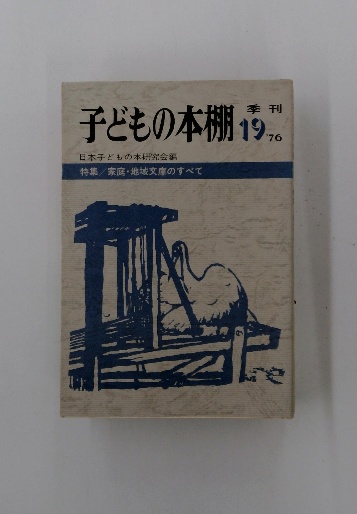 子どもの本棚 季刊 19 '76
日本子どもの本研究会編
特集／家庭・地域文庫のすべて